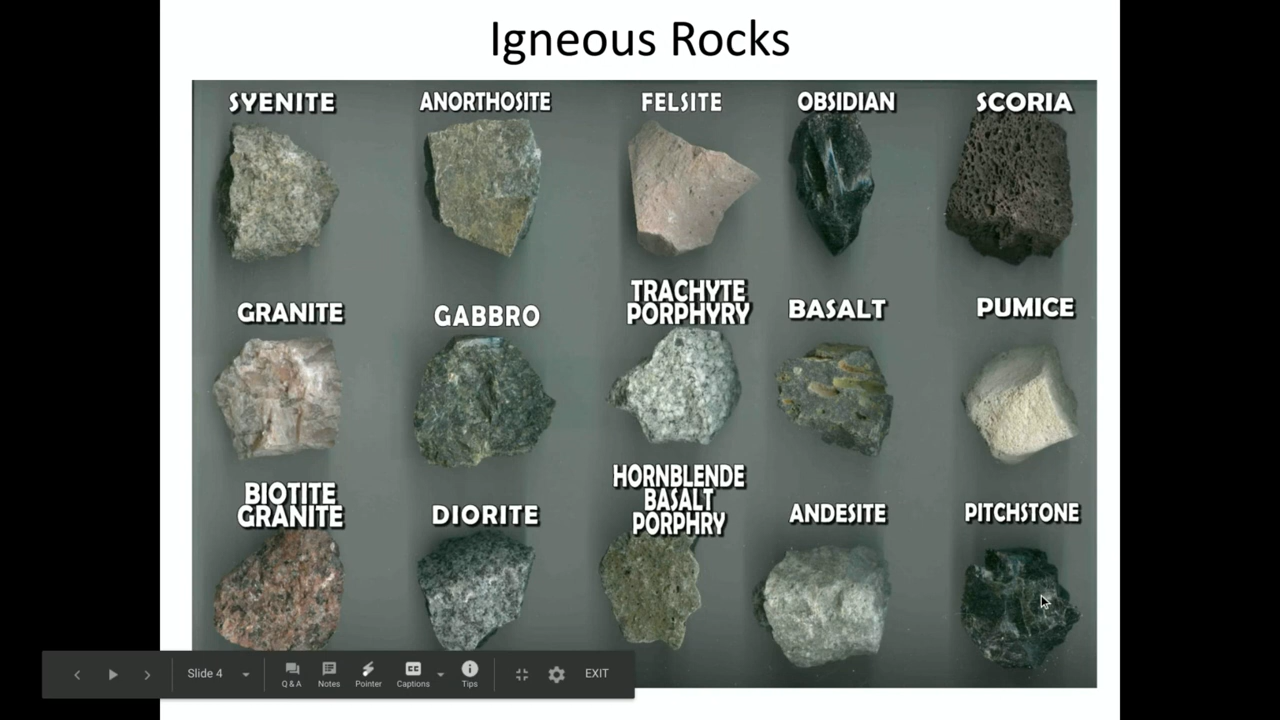 Igneous Rocks
SYENITE
ANORTHOSITE
FELSITE
OBSIDIAN
SCORIA
GRANITE
GABBRO
TRACHYTE
PORPHYRY
BASALT
PUMICE
BIOTITE
GRANITE
DIORITE
HORNBLENDE
BASALT
PORPHRY
ANDESITE
PITCHSTONE
Slide 4
Q & A
Notes
Pointer
CC
Captions
Tips
EXIT